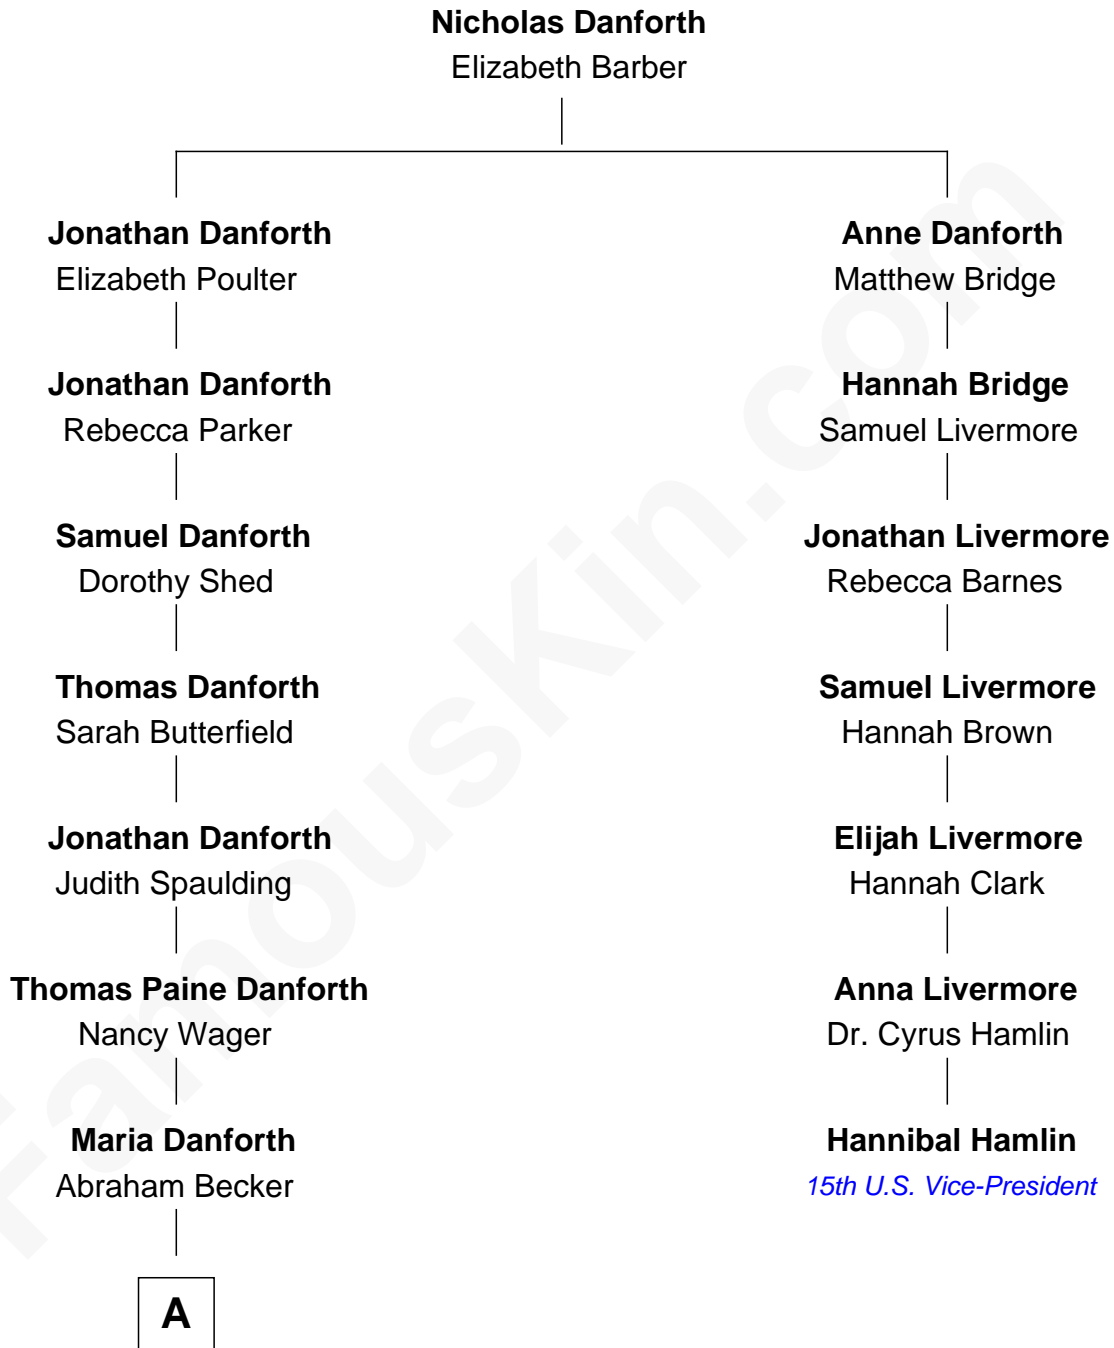 Nicholas Danforth
Elizabeth Barber
Jonathan Danforth
Elizabeth Poulter
Anne Danforth
Matthew Bridge
Jonathan Danforth
Rebecca Parker
Hannah Bridge
Samuel Livermore
Samuel Danforth
Dorothy Shed
Jonathan Livermore
Rebecca Barnes
Thomas Danforth
Sarah Butterfield
Samuel Livermore
Hannah Brown
Jonathan Danforth
Judith Spaulding
Elijah Livermore
Hannah Clark
Thomas Paine Danforth
Nancy Wager
Anna Livermore
Dr. Cyrus Hamlin
Maria Danforth
Abraham Becker
Hannibal Hamlin
15th U.S. Vice-President
A
FamousKin.com